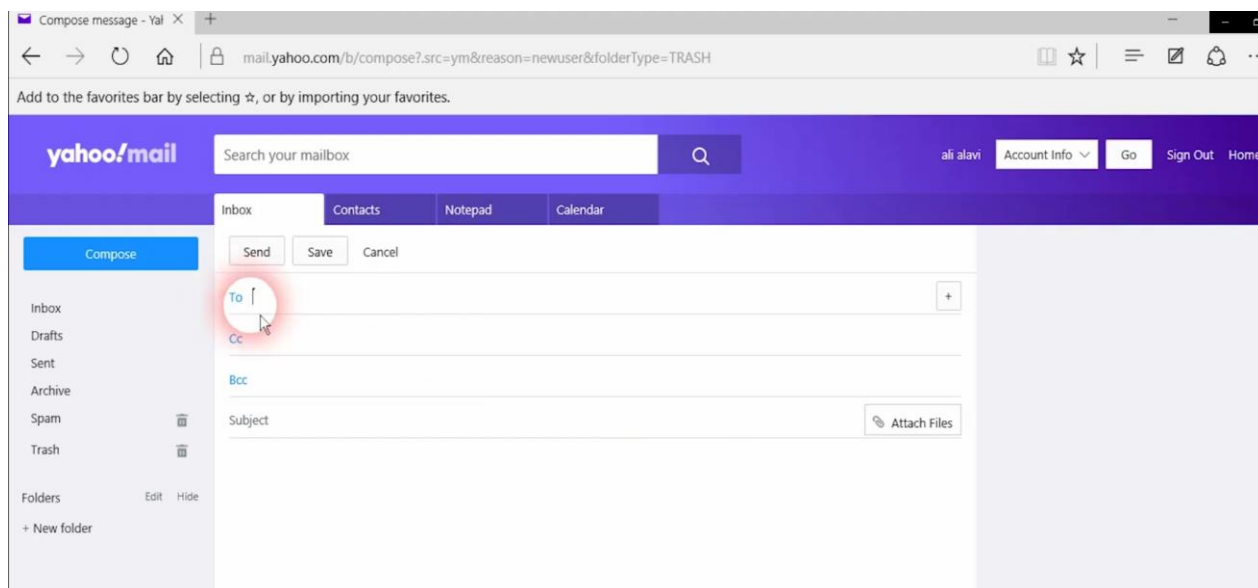 Compose message - Yal
mail.yahoo.com/b/compose?.src=ym&reason=newuser&folderType=TRASH
Add to the favorites bar by selecting ☆, or by importing your favorites.
yahoo!mail Search your mailbox ali alavi Account Info Go Sign Out Home
Inbox Contacts Notepad Calendar
Compose Send Save Cancel
To +
Inbox
Drafts
Cc
Sent
Bcc
Archive
Spam Subject Attach Files
Trash
Folders Edit Hide
+ New folder